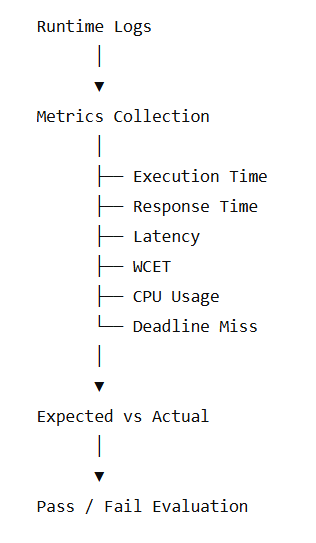 Runtime Logs
Metrics Collection
Execution Time
Response Time
Latency
WCET
CPU Usage
Deadline Miss
Expected vs Actual
Pass / Fail Evaluation